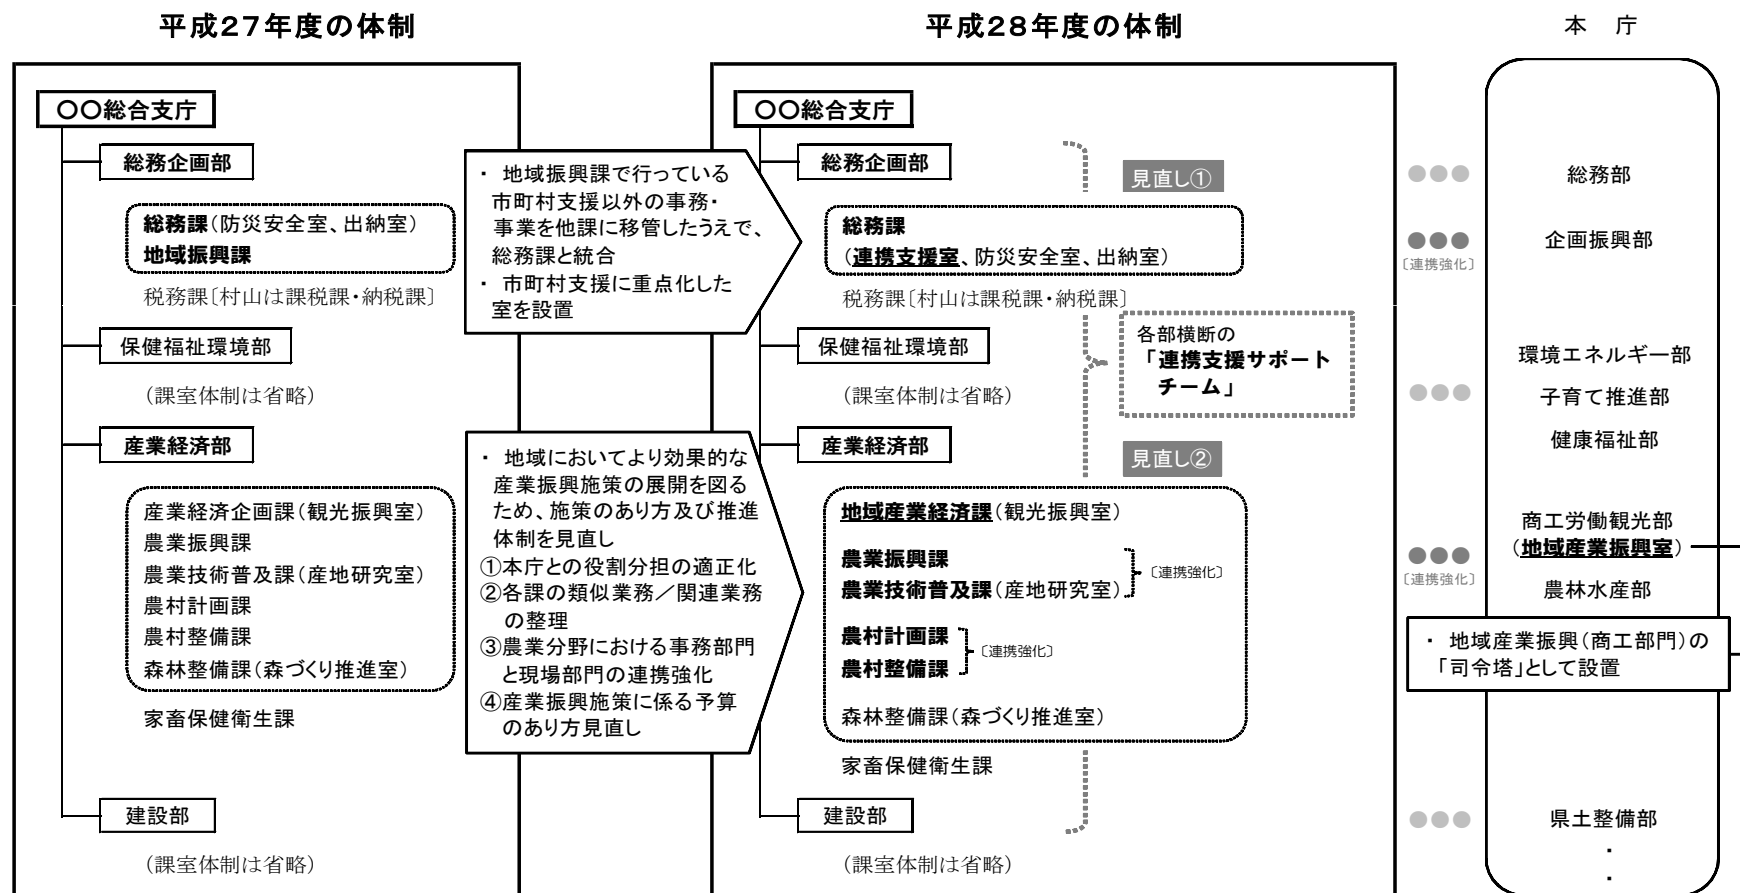 平成27年度の体制
〇〇総合支庁
総務企画部
総務課(防災安全室、出納室)
地域振興課
税務課〔村山は課税課・納税課〕
保健福祉環境部
(課室体制は省略)
産業経済部
産業経済企画課(観光振興室)
農業振興課
農業技術普及課(産地研究室)
農村計画課
農村整備課
森林整備課(森づくり推進室)
家畜保健衛生課
建設部
(課室体制は省略)
・ 地域振興課で行っている
市町村支援以外の事務・
事業を他課に移管したうえで、
総務課と統合
・ 市町村支援に重点化した
室を設置
・ 地域においてより効果的な
産業振興施策の展開を図る
ため、施策のあり方及び推進
体制を見直し
①本庁との役割分担の適正化
②各課の類似業務/関連業務
の整理
③農業分野における事務部門
と現場部門の連携強化
④産業振興施策に係る予算
のあり方見直し
平成28年度の体制
〇〇総合支庁
総務企画部
見直し①
総務課
(連携支援室、防災安全室、出納室)
税務課〔村山は課税課・納税課〕
保健福祉環境部
(課室体制は省略)
各部横断の
「連携支援サポート
チーム」
産業経済部
見直し②
地域産業経済課(観光振興室)
農業振興課
農業技術普及課(産地研究室)
〔連携強化〕
農村計画課
農村整備課
〔連携強化〕
森林整備課(森づくり推進室)
家畜保健衛生課
建設部
(課室体制は省略)
本 庁
総務部
企画振興部
〔連携強化〕
環境エネルギー部
子育て推進部
健康福祉部
商工労働観光部
(地域産業振興室)
〔連携強化〕
農林水産部
・ 地域産業振興(商工部門)の
「司令塔」として設置
県土整備部
・
・